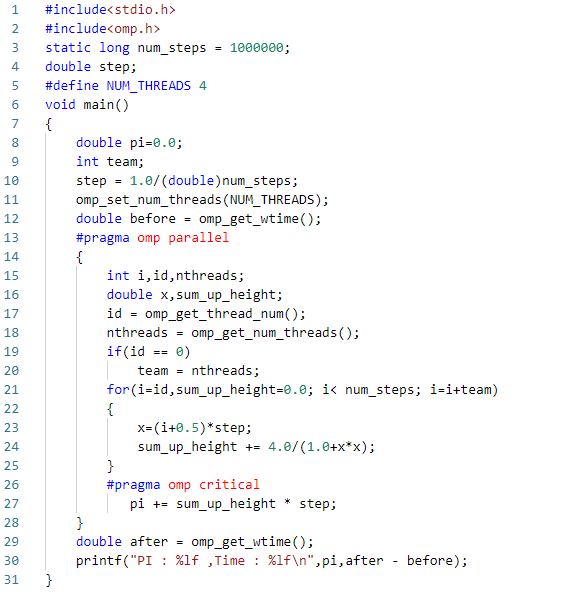 1 #include<stdio.h>
2 #include<omp.h>
3 static long num_steps = 1000000;
4 double step;
5 #define NUM_THREADS 4
6 void main()
7 {
8     double pi=0.0;
9     int team;
10     step = 1.0/(double)num_steps;
11     omp_set_num_threads(NUM_THREADS);
12     double before = omp_get_wtime();
13     #pragma omp parallel
14     {
15         int i,id,nthreads;
16         double x,sum_up_height;
17         id = omp_get_thread_num();
18         nthreads = omp_get_num_threads();
19         if(id == 0)
20             team = nthreads;
21         for(i=id,sum_up_height=0.0; i< num_steps; i=i+team)
22         {
23             x=(i+0.5)*step;
24             sum_up_height += 4.0/(1.0+x*x);
25         }
26         #pragma omp critical
27            pi += sum_up_height * step;
28     }
29     double after = omp_get_wtime();
30     printf("PI : %lf ,Time : %lf\n",pi,after - before);
31 }